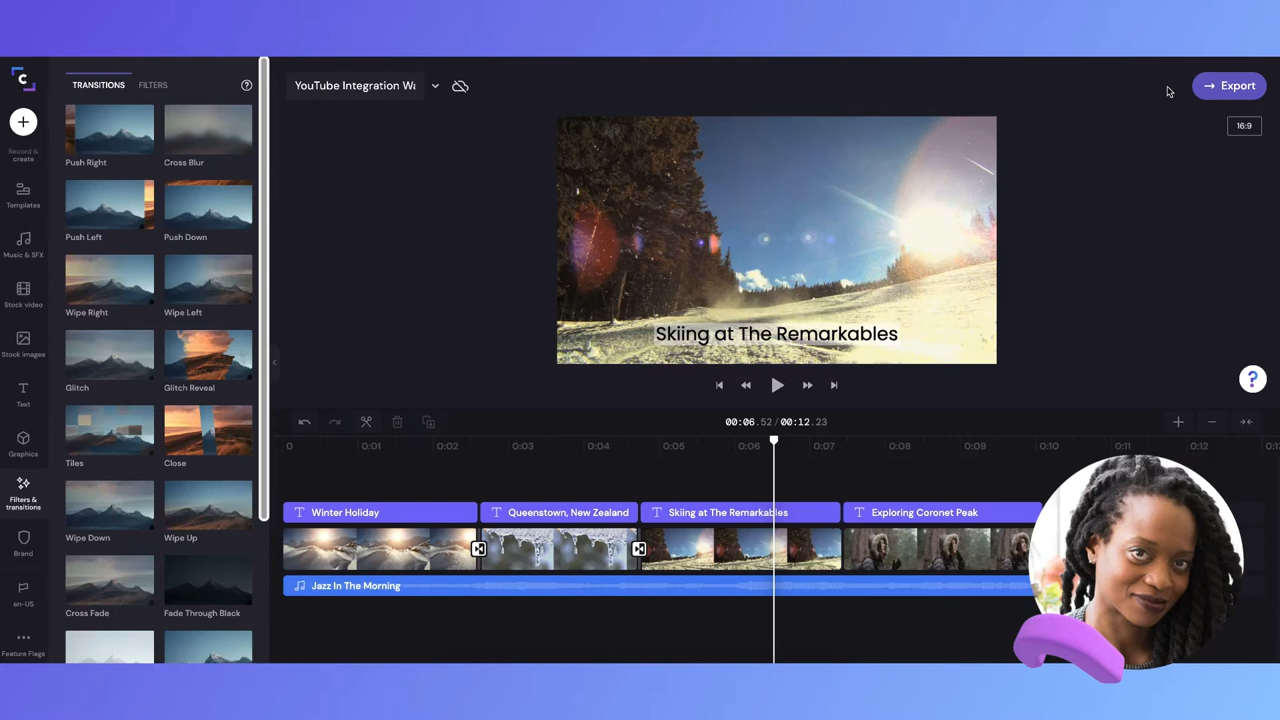 C
TRANSITIONS
FILTERS
?
YouTube Integration Wa
→ Export
16:9
Record &
create
Templates
Music & SFX
Stock video
Stock images
Text
Graphics
Filters &
transitions
Brand
en-US
Feature Flags
Push Right
Cross Blur
Push Left
Push Down
Wipe Right
Wipe Left
Glitch
Glitch Reveal
Tiles
Close
Wipe Down
Wipe Up
Cross Fade
Fade Through Black
Skiing at The Remarkables
?
00:06.52 / 00:12.23
0 0:01 0:02 0:03 0:04 0:05 0:06 0:07 0:08 0:09 0:10 0:11 0:12
T Winter Holiday
T Queenstown, New Zealand
T Skiing at The Remarkables
T Exploring Coronet Peak
Jazz In The Morning